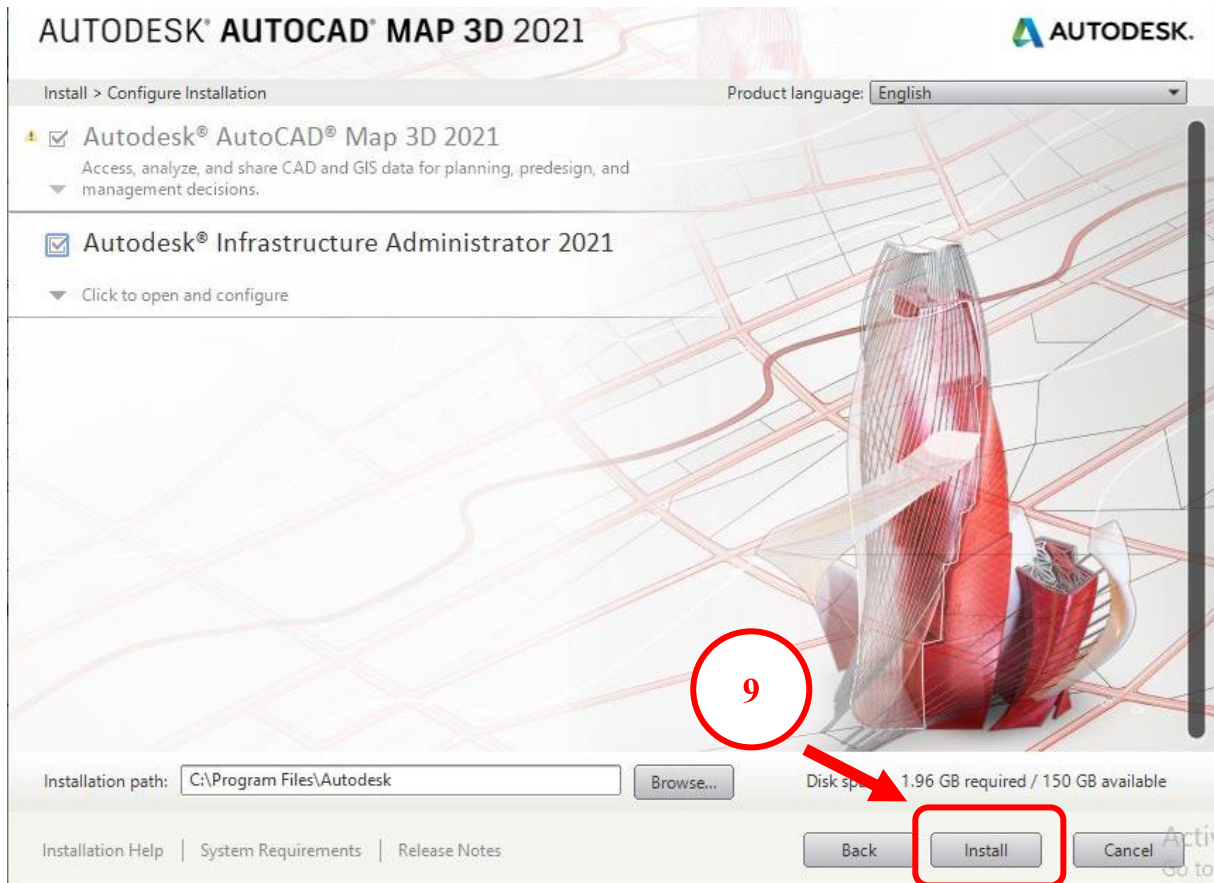 AUTODESK® AUTOCAD® MAP 3D 2021
AUTODESK.
Install > Configure Installation
Product language: English
Autodesk® AutoCAD® Map 3D 2021
Access, analyze, and share CAD and GIS data for planning, predesign, and
management decisions.
Autodesk® Infrastructure Administrator 2021
Click to open and configure
9
Installation path: C:\Program Files\Autodesk Browse... Disk 1.96 GB required / 150 GB available
Installation Help | System Requirements | Release Notes Back Install Cancel
Go to